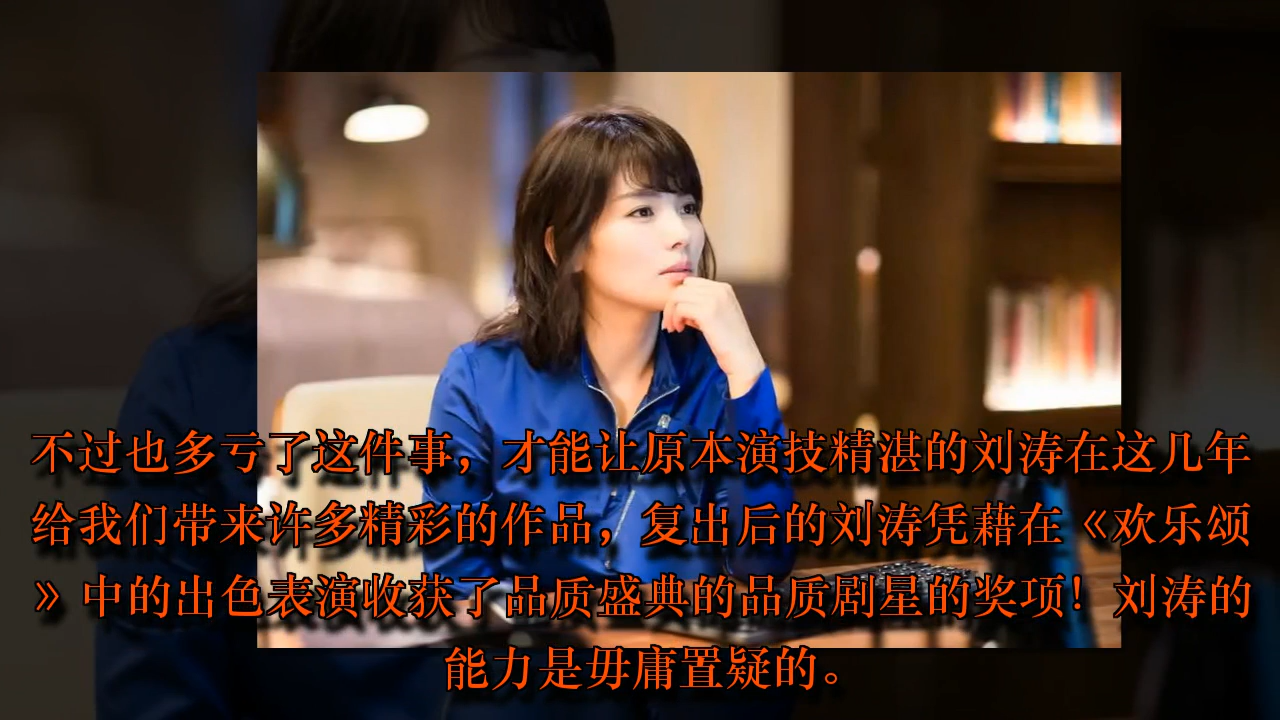 不过也多亏了这件事，才能让原本演技精湛的刘涛在这几年
给我们带来许多精彩的作品，复出后的刘涛凭藉在《欢乐颂
》中的出色表演收获了品质盛典的品质剧星的奖项！刘涛的
能力是毋庸置疑的。